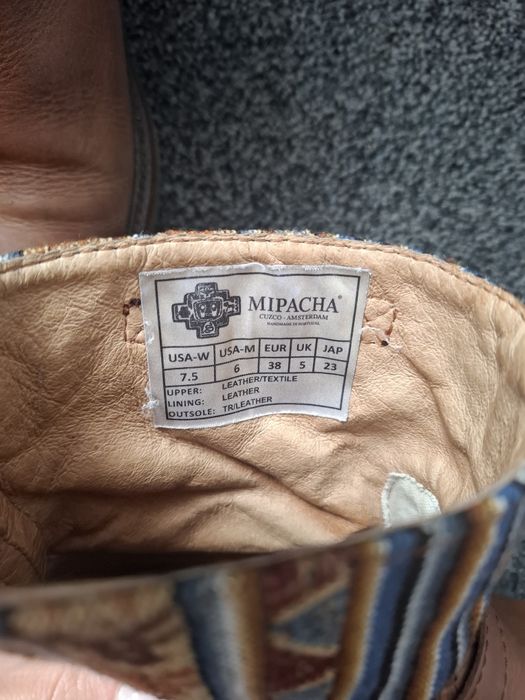 MIPACHA®
CUZCO - AMSTERDAM
HANDMADE IN PORTUGAL
USA-W USA-M EUR UK JAP
7.5 6 38 5 23
UPPER: LEATHER/TEXTILE
LINING: LEATHER
OUTSOLE: TR/LEATHER